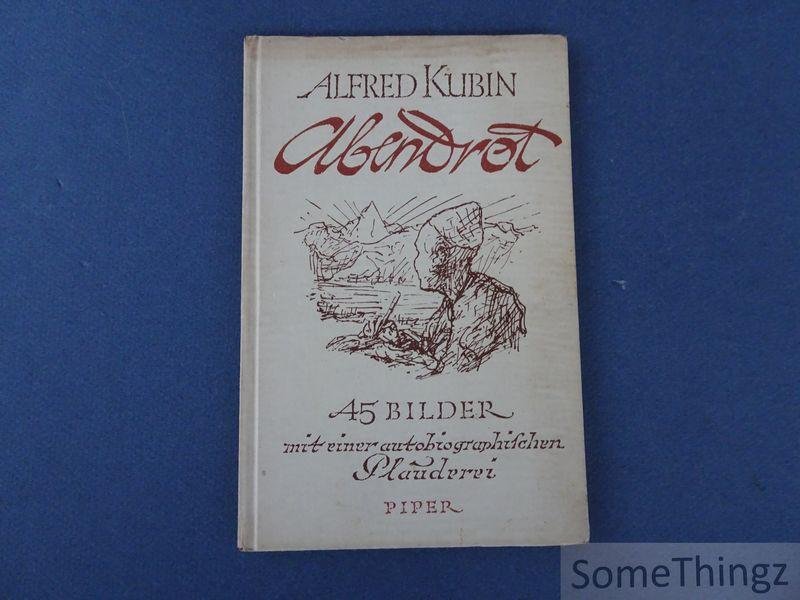 ALFRED KUBIN
Abendrot
45 BILDER
mit einer autobiographiſchen
Plauderei
PIPER
SomeThingz